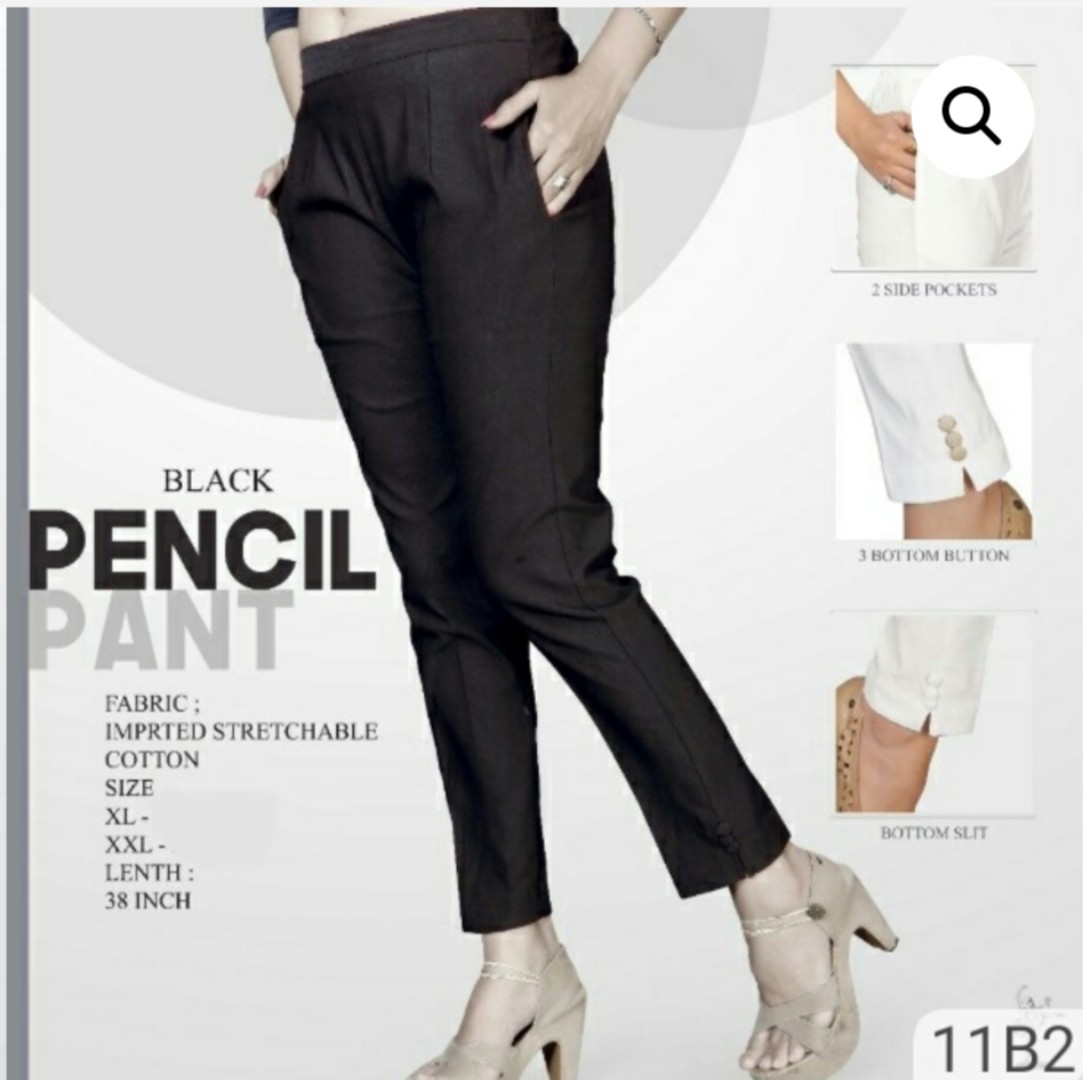 2 SIDE POCKETS
3 BOTTOM BUTTON
BOTTOM SLIT
BLACK
PENCIL
PANT
FABRIC ;
IMPRTED STRETCHABLE
COTTON
SIZE
XL -
XXL -
LENTH :
38 INCH
11B2